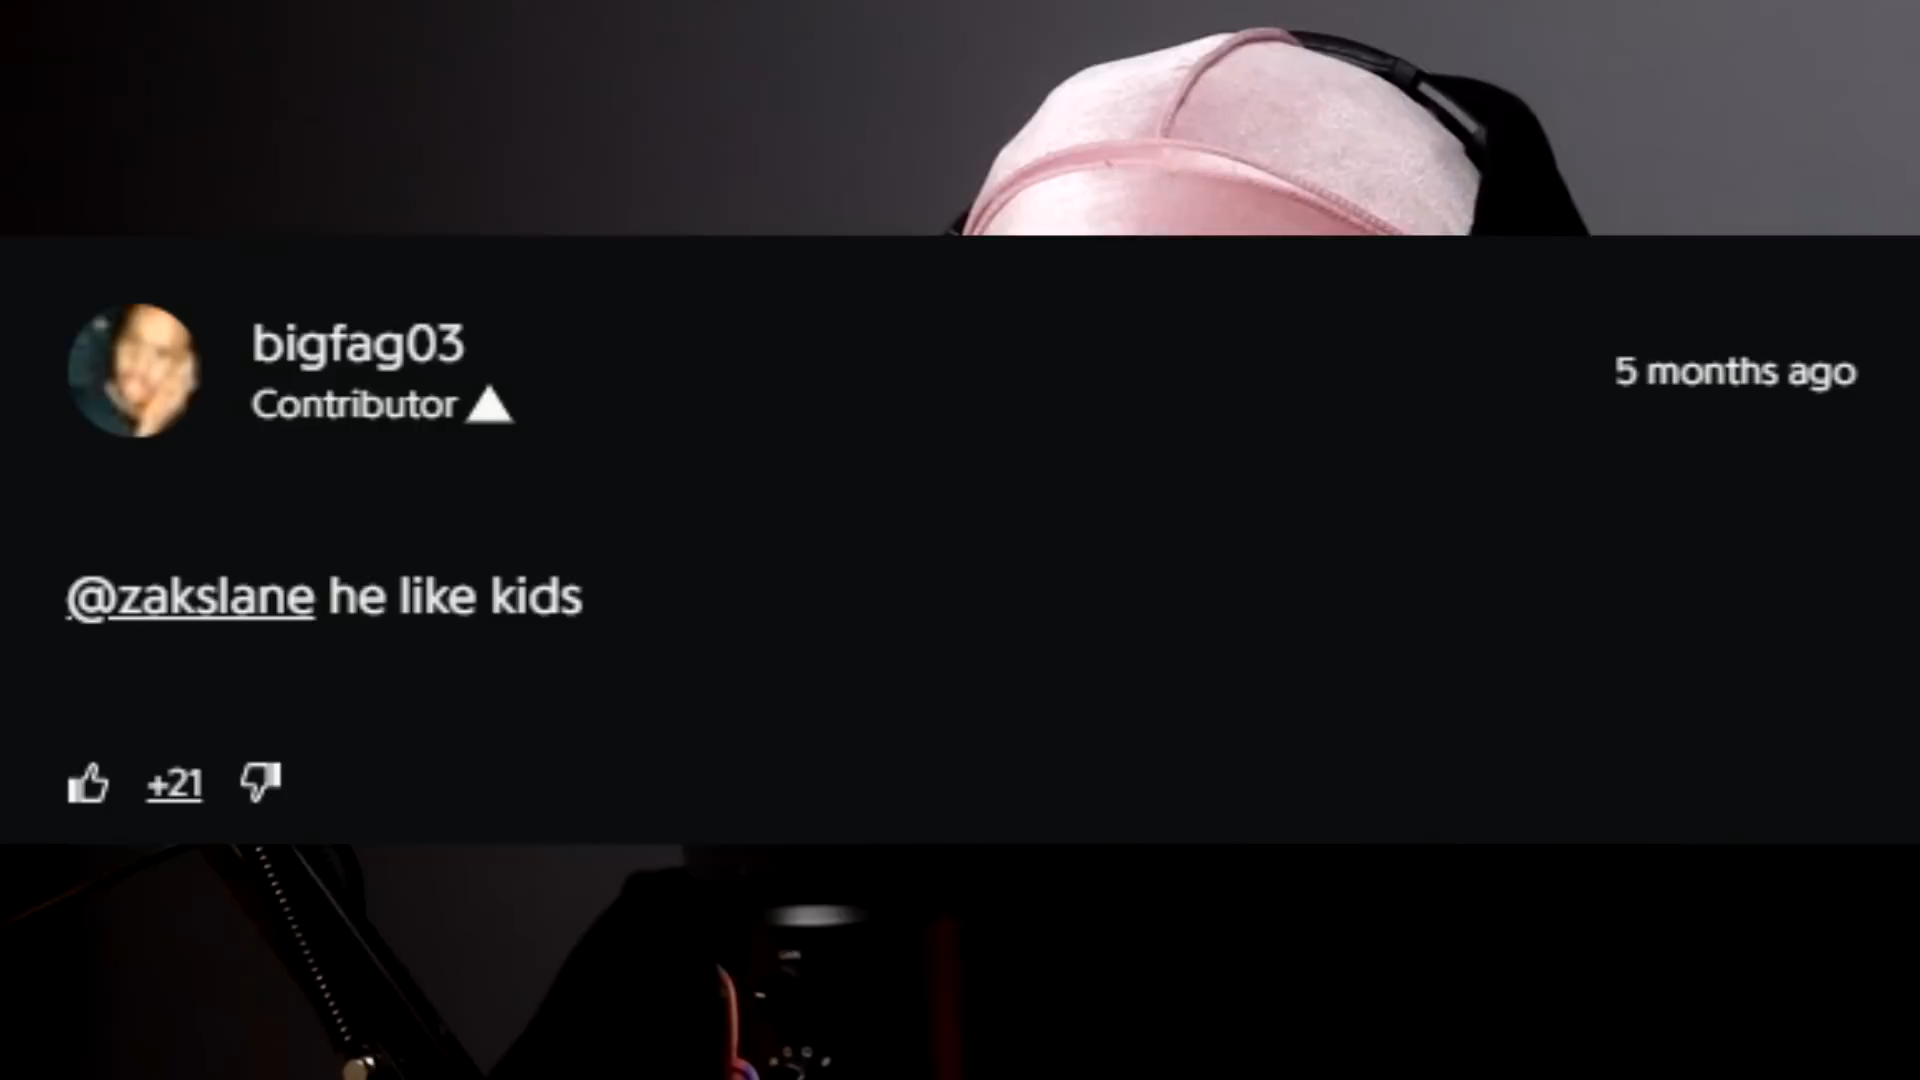 bigfag03
Contributor
5 months ago
@zakslane he like kids
+21